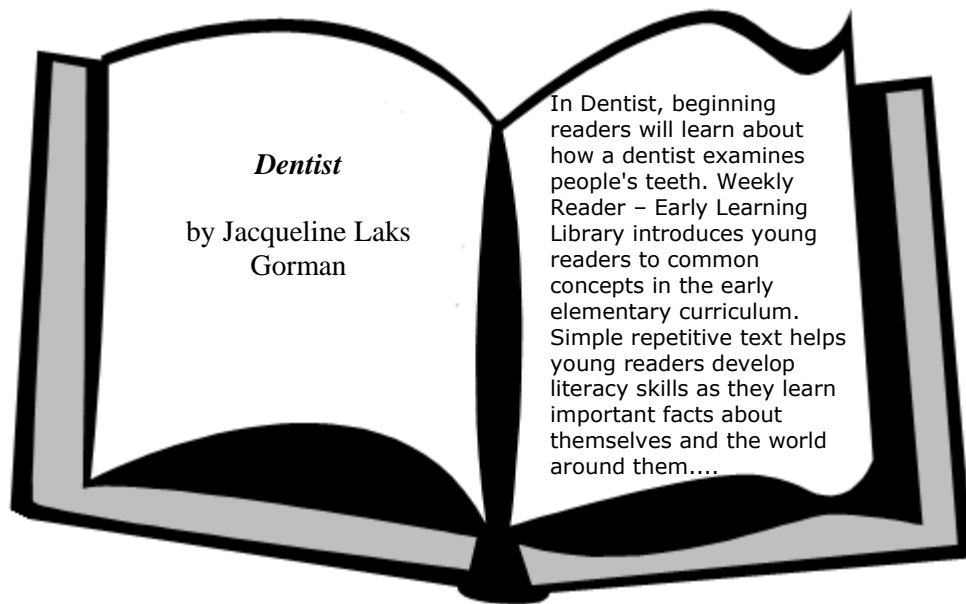 Dentist
by Jacqueline Laks
Gorman
In Dentist, beginning
readers will learn about
how a dentist examines
people's teeth. Weekly
Reader – Early Learning
Library introduces young
readers to common
concepts in the early
elementary curriculum.
Simple repetitive text helps
young readers develop
literacy skills as they learn
important facts about
themselves and the world
around them....